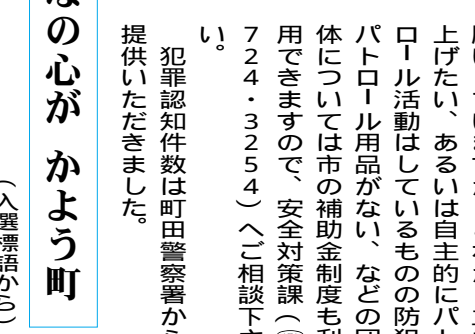 上げたい、あるいは自主的にパト
ロール活動はしているものの防犯
パトロール用品がない、などの団
体については市の補助金制度も利
用できますので、安全対策課（
７２４・３２５４）へご相談下さ
い。
犯罪認知件数は町田警察署から
提供いただきました。
の心が かよう町
（入選標語から）